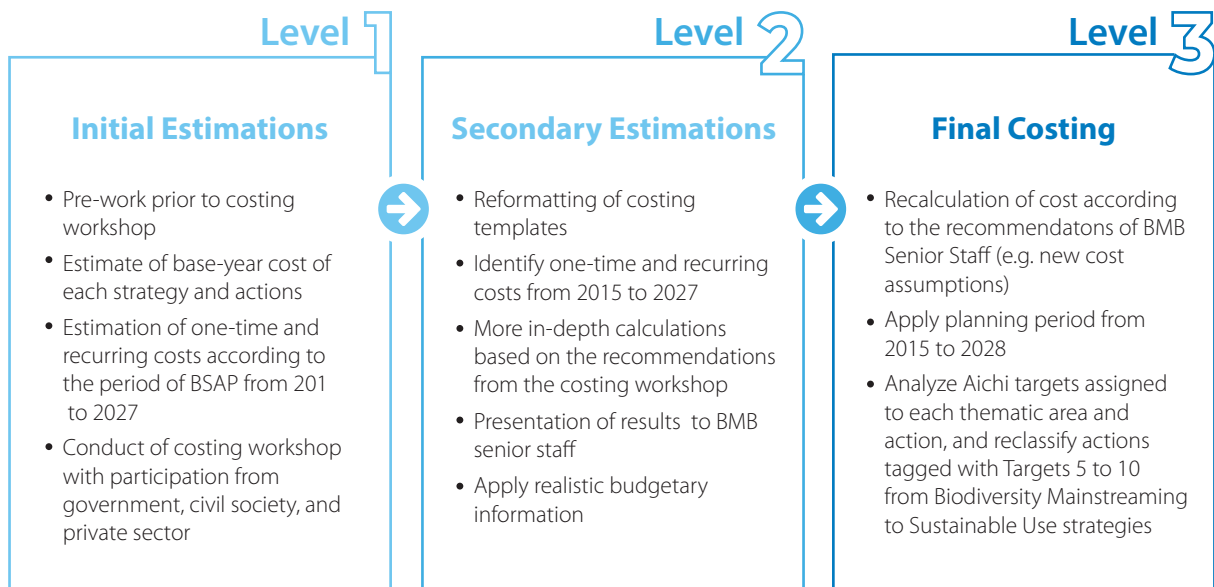 Level 1
Initial Estimations
• Pre-work prior to costing
workshop
• Estimate of base-year cost of
each strategy and actions
• Estimation of one-time and
recurring costs according to
the period of BSAP from 201
to 2027
• Conduct of costing workshop
with participation from
government, civil society, and
private sector
Level 2
Secondary Estimations
• Reformatting of costing
templates
• Identify one-time and recurring
costs from 2015 to 2027
• More in-depth calculations
based on the recommendations
from the costing workshop
• Presentation of results to BMB
senior staff
• Apply realistic budgetary
information
Level 3
Final Costing
• Recalculation of cost according
to the recommendatons of BMB
Senior Staff (e.g. new cost
assumptions)
• Apply planning period from
2015 to 2028
• Analyze Aichi targets assigned
to each thematic area and
action, and reclassify actions
tagged with Targets 5 to 10
from Biodiversity Mainstreaming
to Sustainable Use strategies